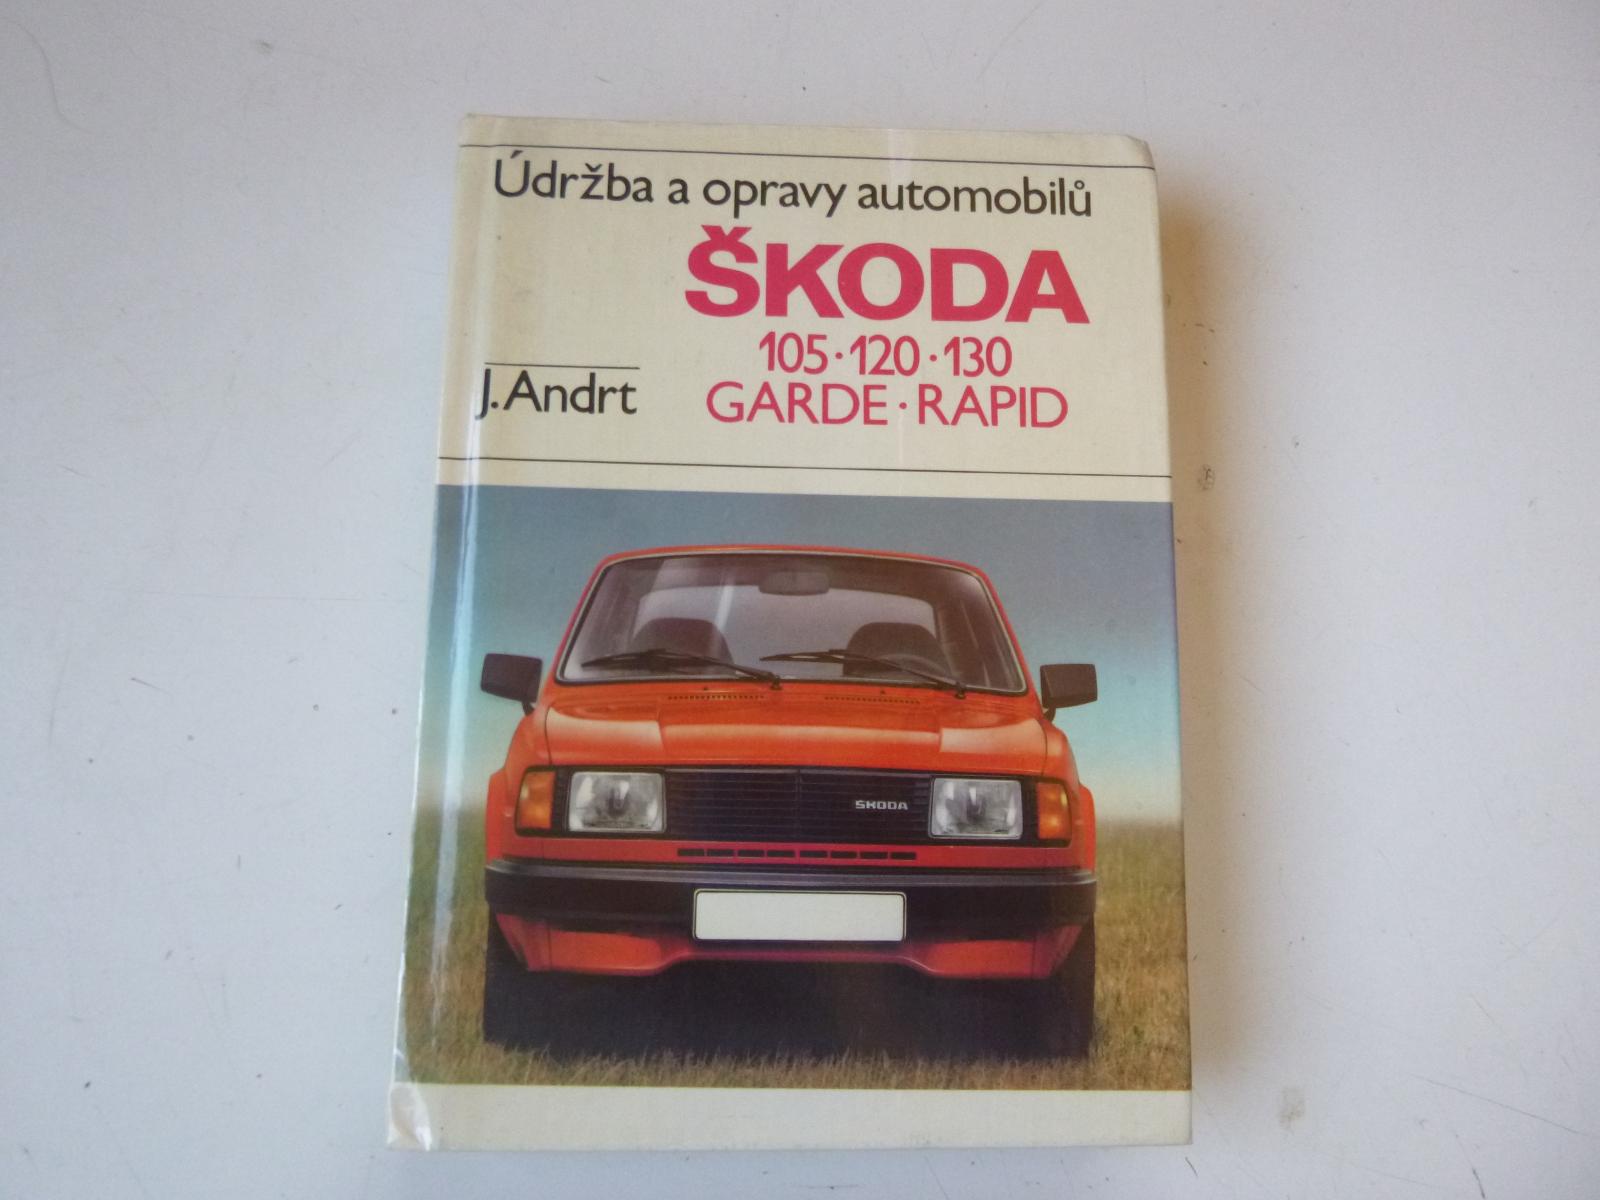 Údržba a opravy automobilů
ŠKODA
105·120·130
GARDE·RAPID
J. Andrt
ŠKODA